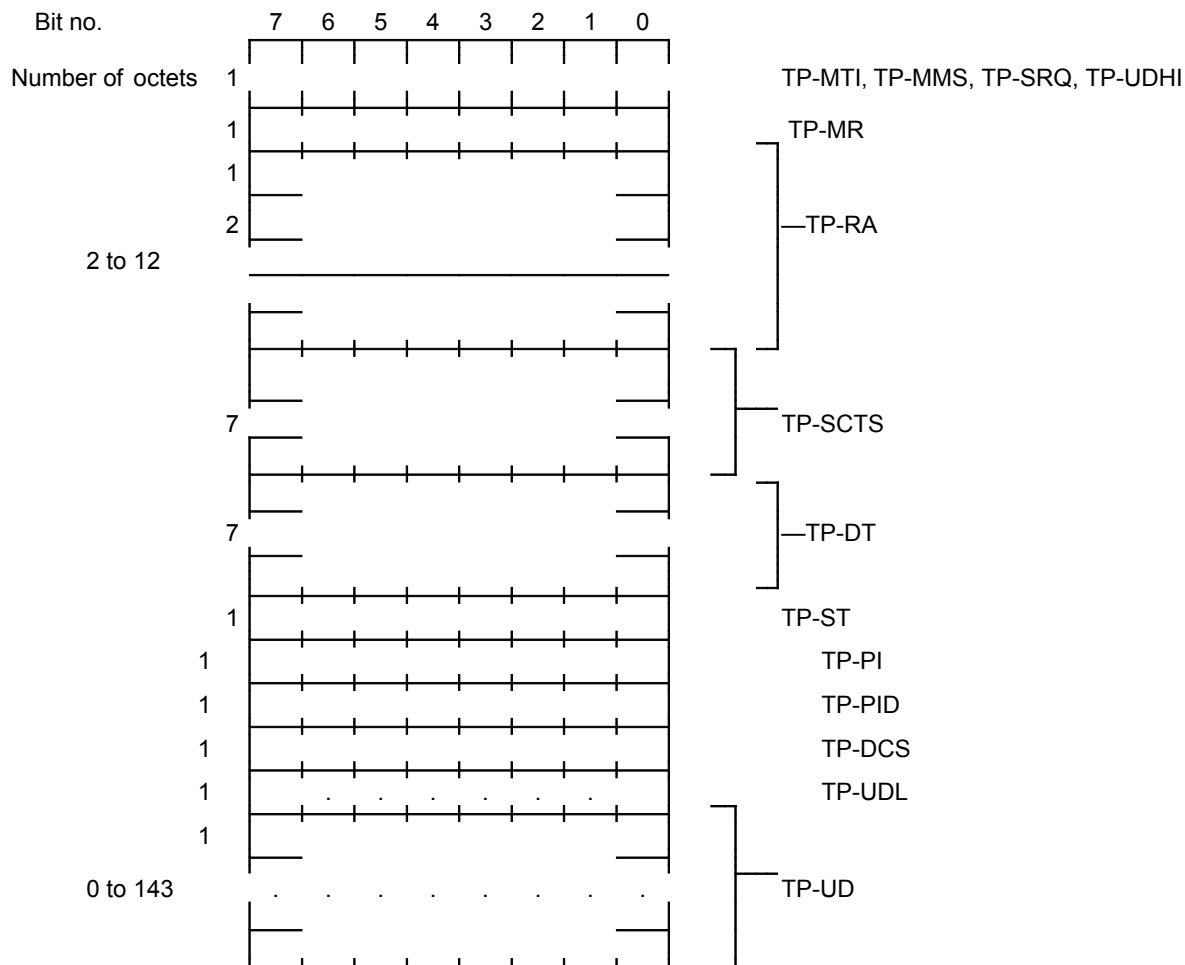 Bit no. 7 6 5 4 3 2 1 0
Number of octets 1 TP-MTI, TP-MMS, TP-SRQ, TP-UDHI
1 TP-MR
1
2 —TP-RA
2 to 12
7 TP-SCTS
7 —TP-DT
1 TP-ST
1 TP-PI
1 TP-PID
1 TP-DCS
1 . . . . . . TP-UDL
1
0 to 143 . . . . . . . . TP-UD